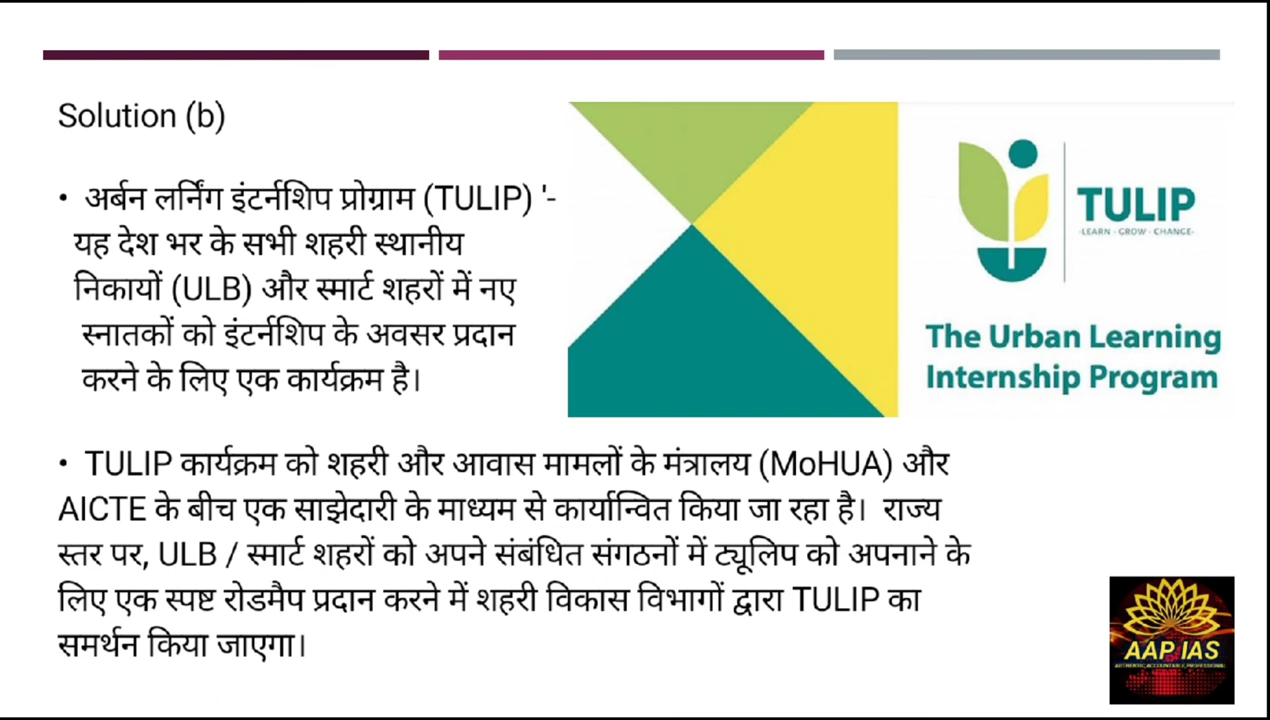 Solution (b)
• अर्बन लर्निंग इंटर्नशिप प्रोग्राम (TULIP) '-
यह देश भर के सभी शहरी स्थानीय
निकायों (ULB) और स्मार्ट शहरों में नए
स्नातकों को इंटर्नशिप के अवसर प्रदान
करने के लिए एक कार्यक्रम है।
TULIP
-LEARN - GROW - CHANGE-
The Urban Learning
Internship Program
• TULIP कार्यक्रम को शहरी और आवास मामलों के मंत्रालय (MoHUA) और
AICTE के बीच एक साझेदारी के माध्यम से कार्यान्वित किया जा रहा है। राज्य
स्तर पर, ULB / स्मार्ट शहरों को अपने संबंधित संगठनों में ट्यूलिप को अपनाने के
लिए एक स्पष्ट रोडमैप प्रदान करने में शहरी विकास विभागों द्वारा TULIP का
समर्थन किया जाएगा।
AAP IAS
AUTHENTIC, ACCOUNTABLE, PROFESSIONAL